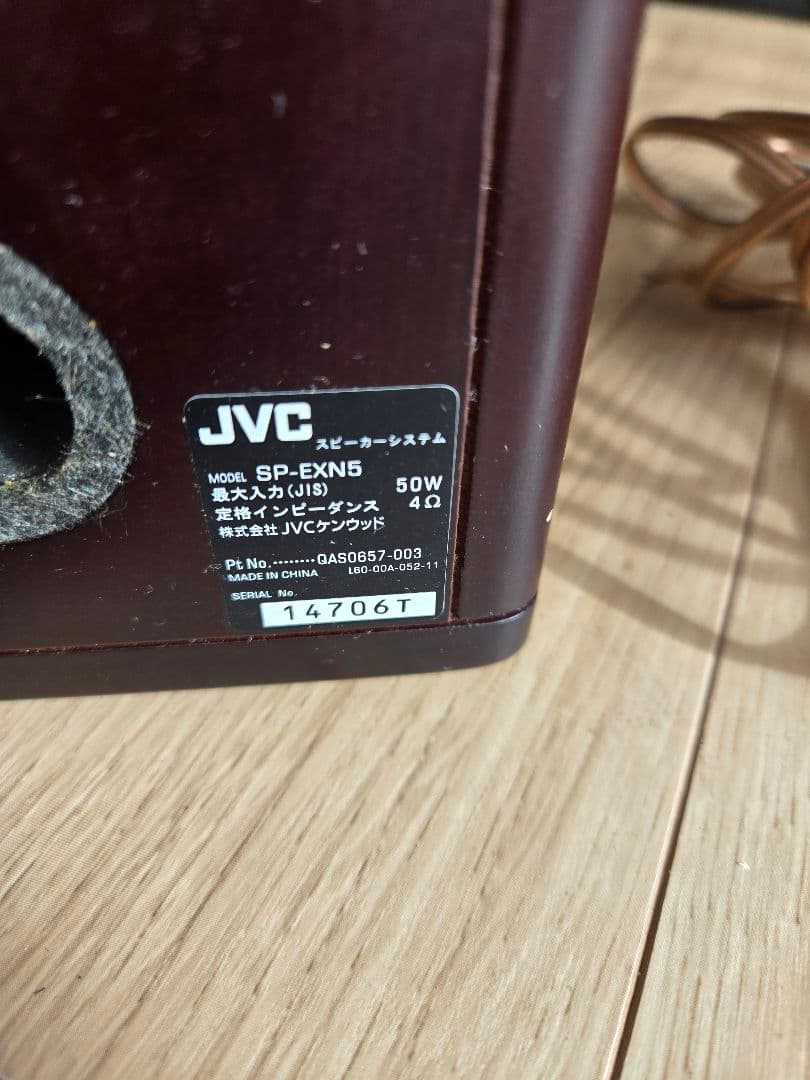 JVC スピーカーシステム
MODEL SP-EXN5
最大入力(JIS) 50W
定格インピーダンス 4Ω
株式会社JVCケンウッド
Pt No.........QAS0657-003
MADE IN CHINA L60-00A-052-11
SERIAL No.
14706T